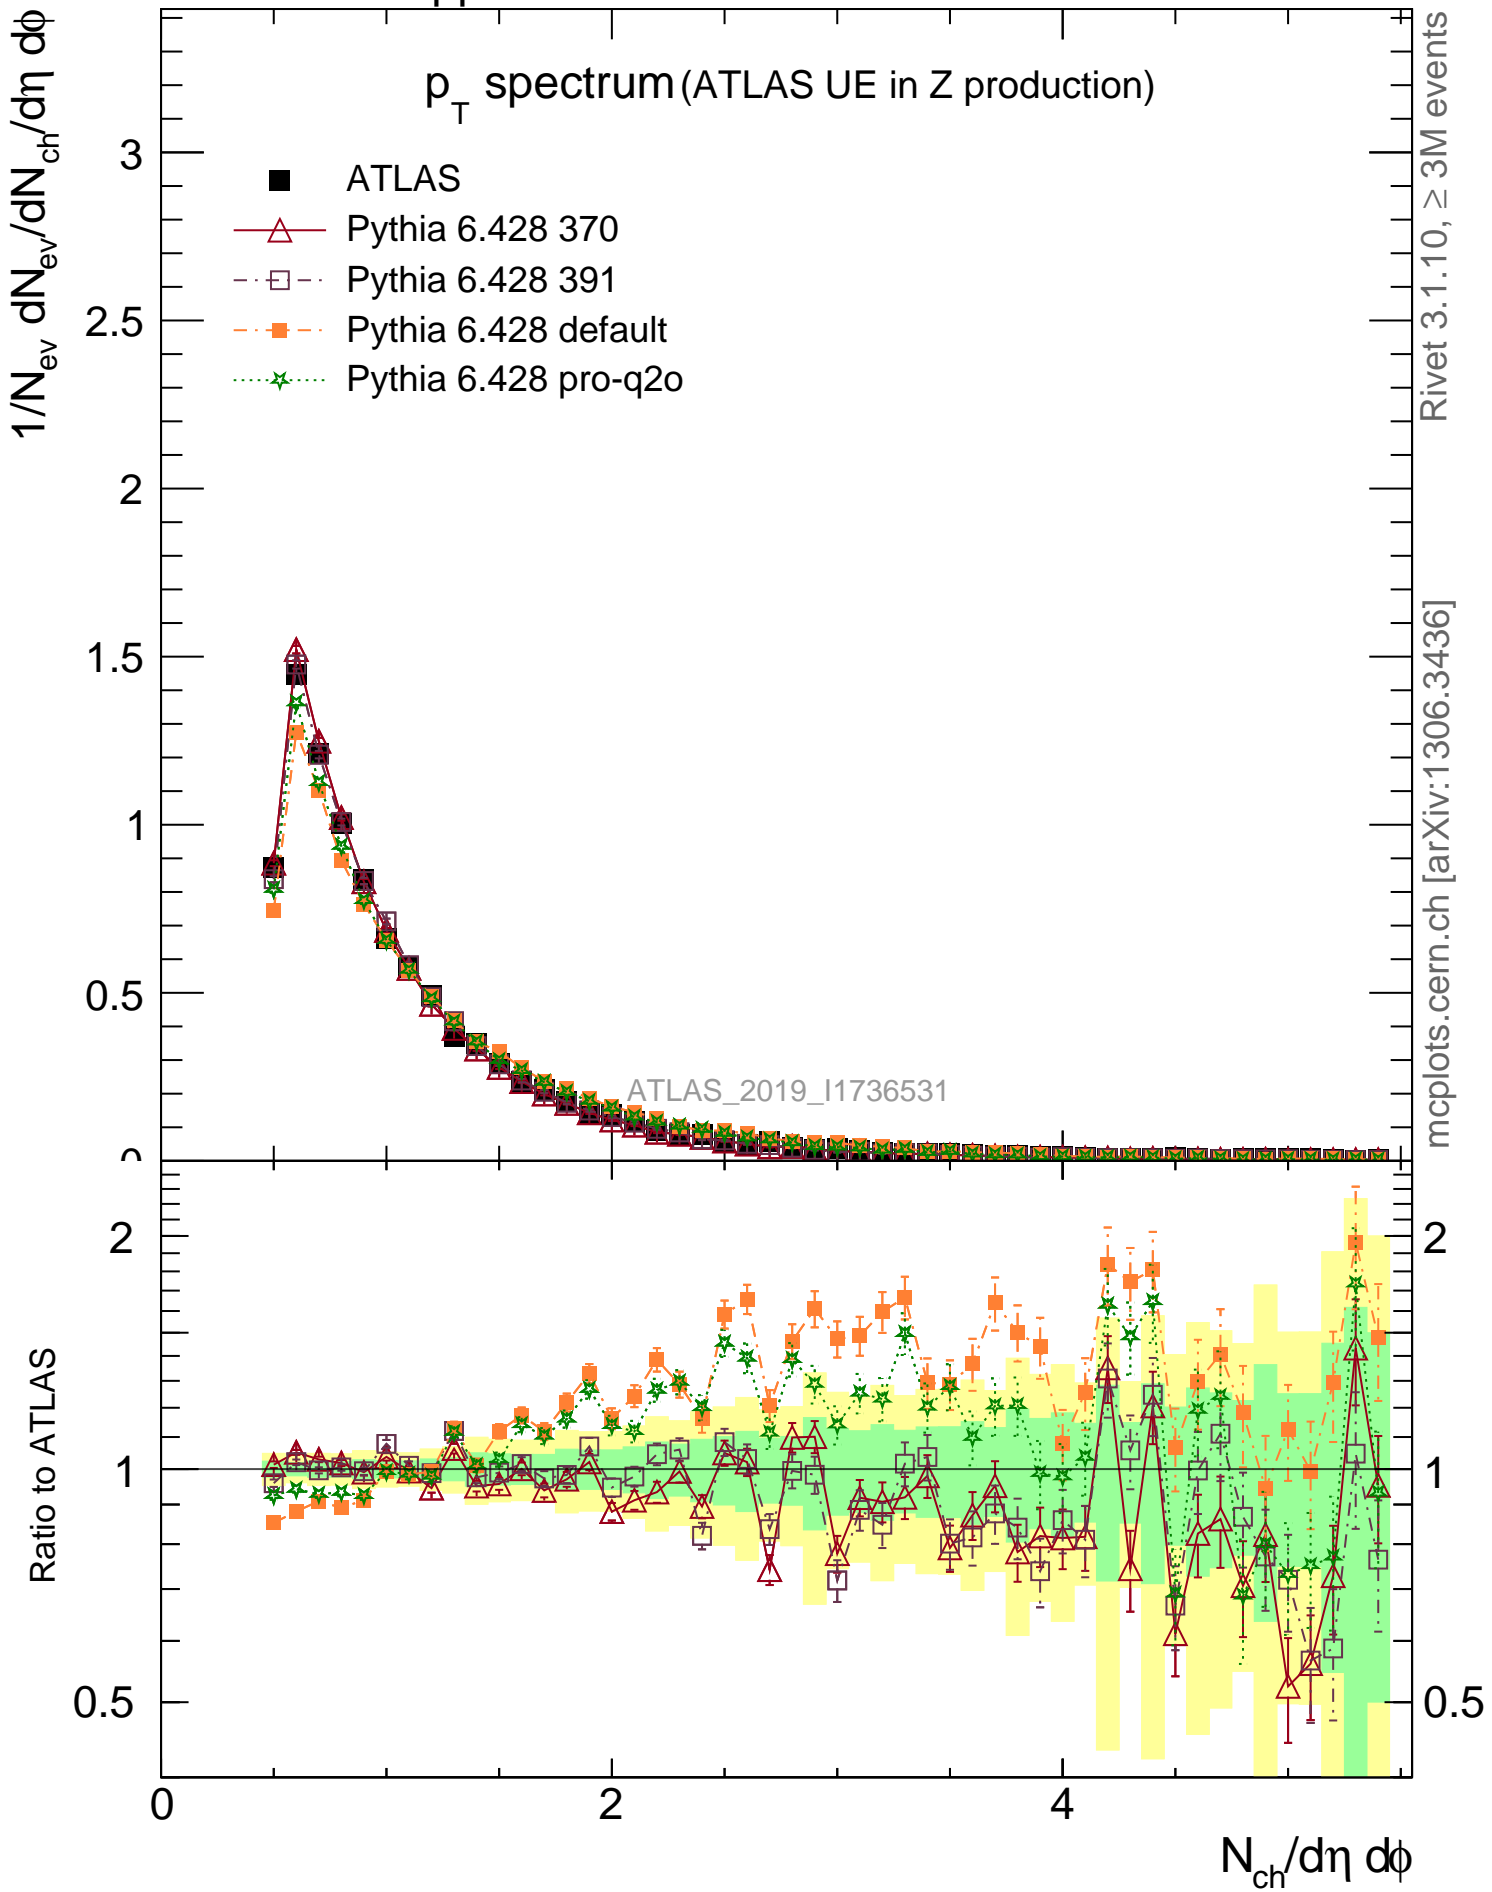 pp
1/N_ev dN_ev/dN_ch/dη dϕ
p_T spectrum (ATLAS UE in Z production)
ATLAS
Pythia 6.428 370
Pythia 6.428 391
Pythia 6.428 default
Pythia 6.428 pro-q2o
3
2.5
2
1.5
1
0.5
0
ATLAS_2019_I1736531
Rivet 3.1.10, ≥ 3M events
mcplots.cern.ch [arXiv:1306.3436]
Ratio to ATLAS
2
1
0.5
2
1
0.5
0
2
4
N_ch/dη dϕ